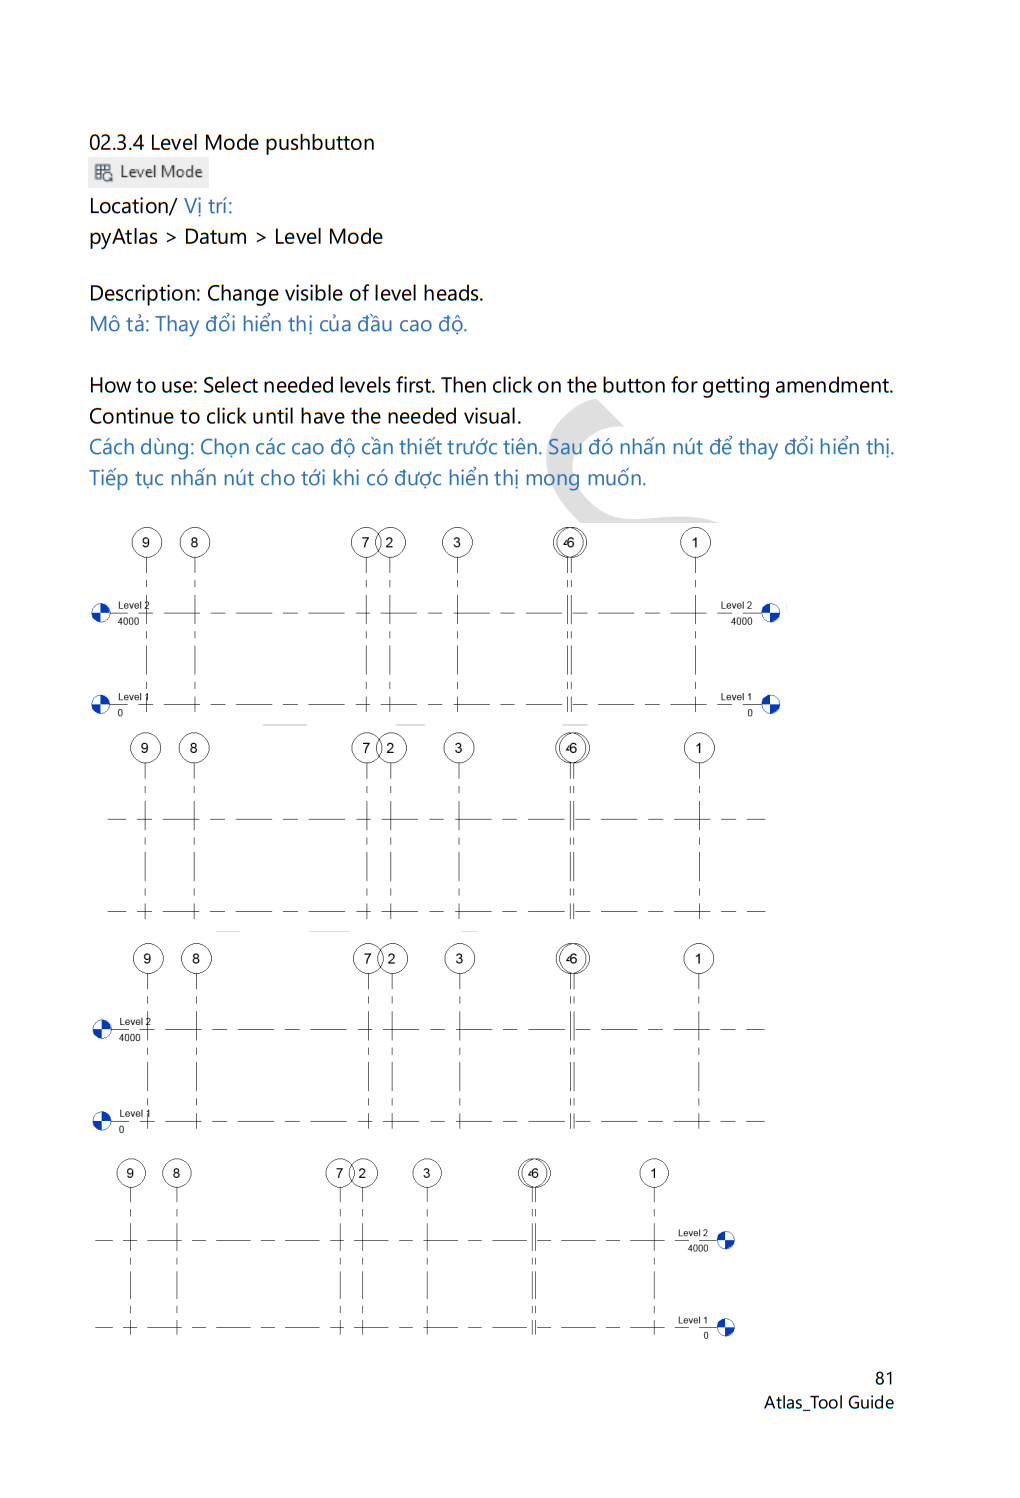 02.3.4 Level Mode pushbutton
Level Mode
Location/ Vị trí:
pyAtlas > Datum > Level Mode
Description: Change visible of level heads.
Mô tả: Thay đổi hiển thị của đầu cao độ.
How to use: Select needed levels first. Then click on the button for getting amendment.
Continue to click until have the needed visual.
Cách dùng: Chọn các cao độ cần thiết trước tiên. Sau đó nhấn nút để thay đổi hiển thị.
Tiếp tục nhấn nút cho tới khi có được hiển thị mong muốn.
9 8 7 2 3 4 6 1
Level 2 Level 2
4000 4000
Level 1 Level 1
0 0
9 8 7 2 3 4 6 1
9 8 7 2 3 4 6 1
Level 2
4000
Level 1
0
9 8 7 2 3 4 6 1
Level 2
4000
Level 1
0
81
Atlas_Tool Guide